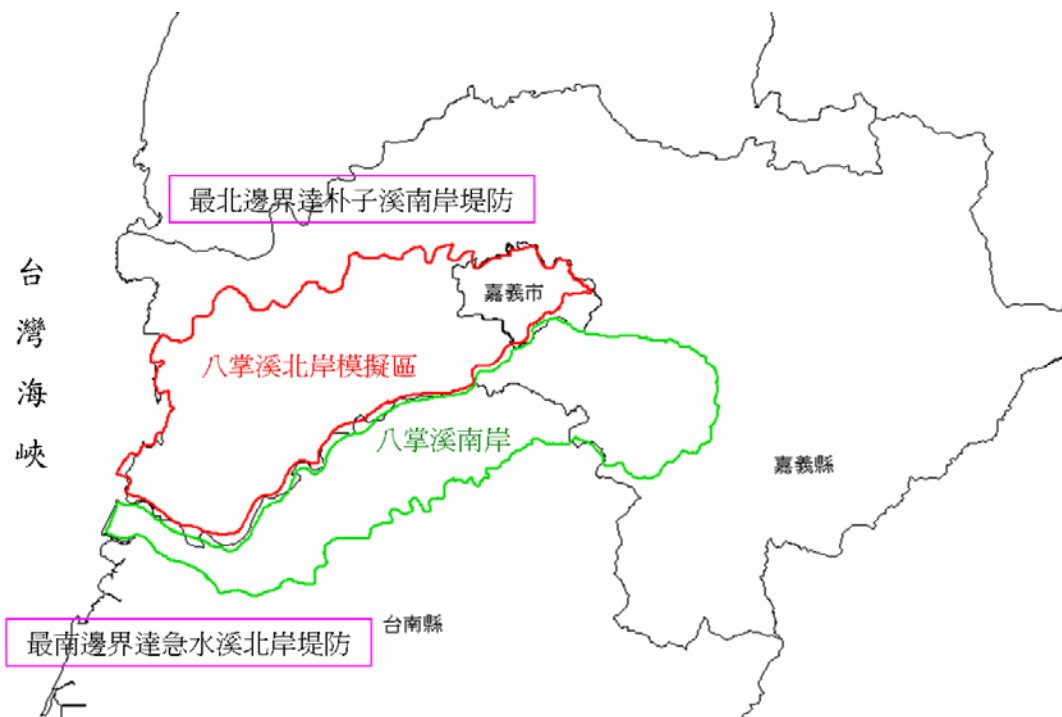 最北邊界達朴子溪南岸堤防
台灣海峽
嘉義市
八掌溪北岸模擬區
八掌溪南岸
嘉義縣
台南縣
最南邊界達急水溪北岸堤防